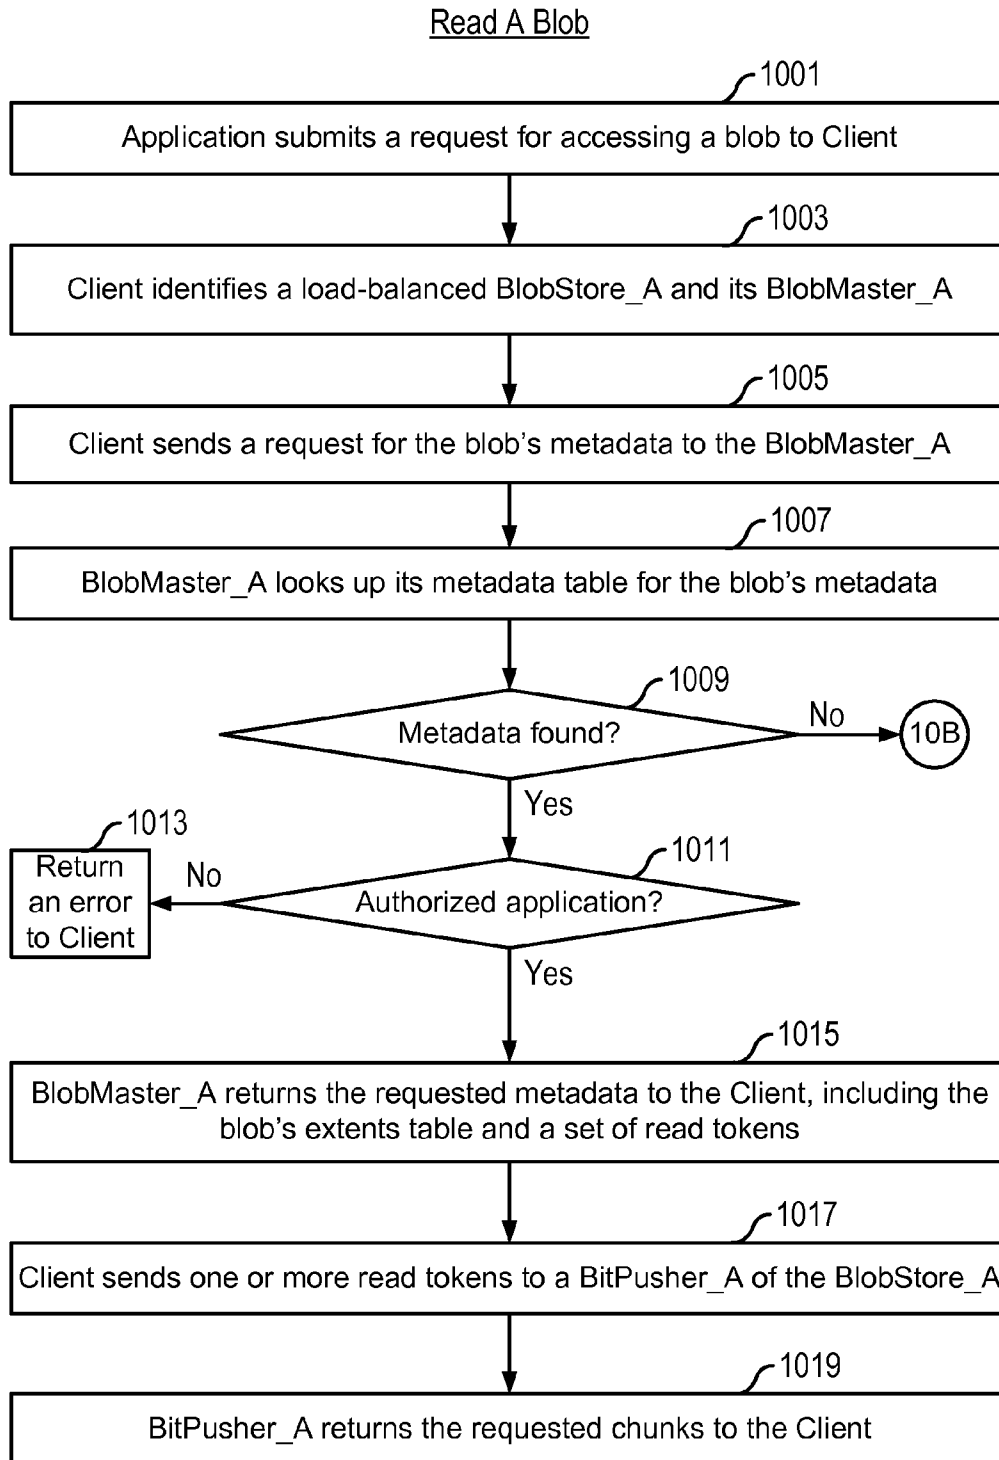 Read A Blob
1001
Application submits a request for accessing a blob to Client
1003
Client identifies a load-balanced BlobStore_A and its BlobMaster_A
1005
Client sends a request for the blob's metadata to the BlobMaster_A
1007
BlobMaster_A looks up its metadata table for the blob's metadata
1009
Metadata found?
No
10B
Yes
1013
Return
an error
to Client
No
1011
Authorized application?
Yes
1015
BlobMaster_A returns the requested metadata to the Client, including the
blob's extents table and a set of read tokens
1017
Client sends one or more read tokens to a BitPusher_A of the BlobStore_A
1019
BitPusher_A returns the requested chunks to the Client